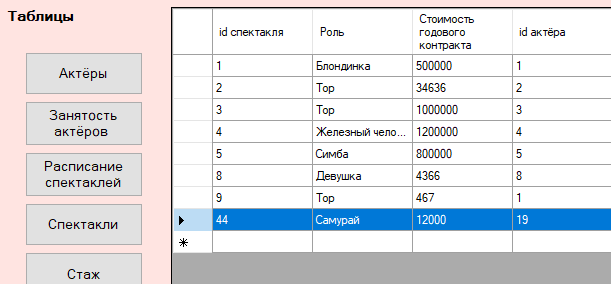 Таблицы
Актёры
Занятость
актёров
Расписание
спектаклей
Спектакли
Стаж
id спектакля Роль Стоимость годового контракта id актёра
1 Блондинка 500000 1
2 Тор 34636 2
3 Тор 1000000 3
4 Железный чело... 1200000 4
5 Симба 800000 5
8 Девушка 4366 8
9 Тор 467 1
44 Самурай 12000 19